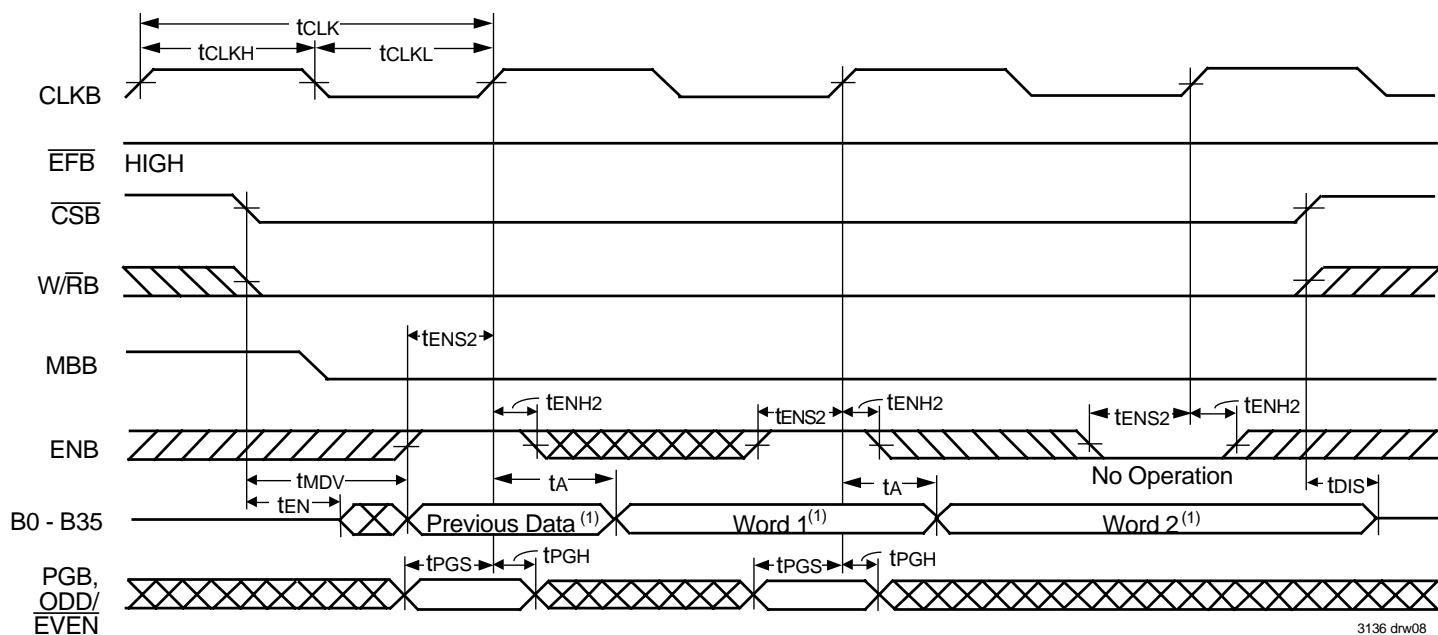 tCLK
tCLKH tCLKL
CLKB
EFB HIGH
CSB
W/RB
tENS2
MBB
tENH2 tENS2 tENH2 tENS2 tENH2
ENB
No Operation
tMDV tA tA tDIS
tEN
B0 - B35 Previous Data (1) Word 1(1) Word 2(1)
tPGS tPGH tPGS tPGH
PGB,
ODD/
EVEN
3136 drw08